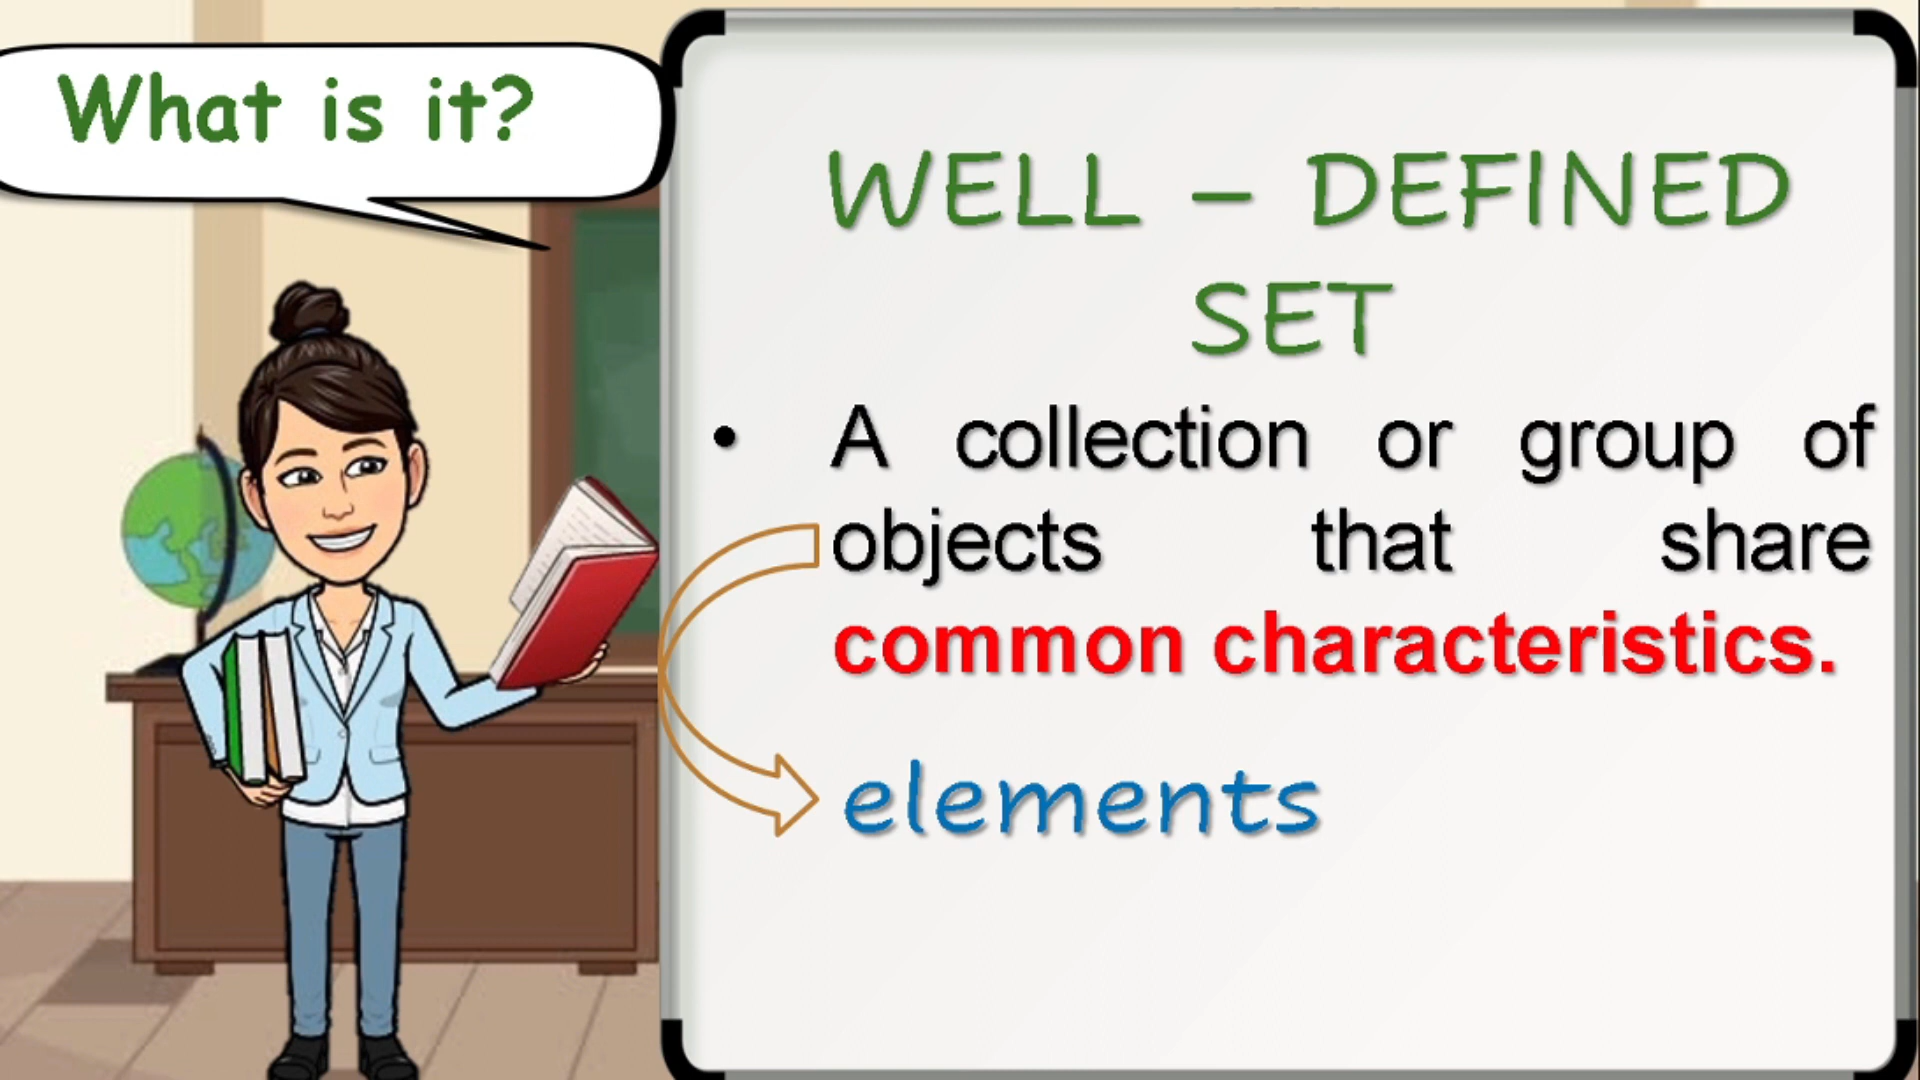 What is it?
WELL – DEFINED
SET
• A collection or group of
objects that share
common characteristics.
elements